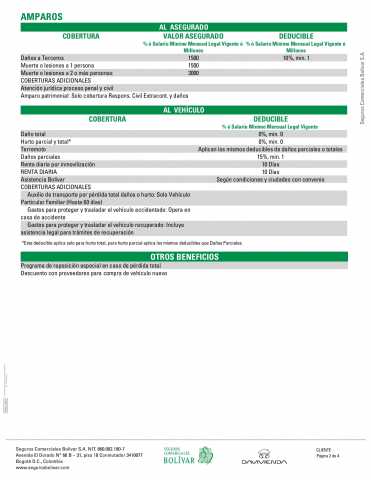 AMPAROS
AL ASEGURADO
COBERTURA VALOR ASEGURADO DEDUCIBLE
% ó Salario Mínimo Mensual Legal Vigente ó % ó Salario Mínimo Mensual Legal Vigente ó
Millones Millones
Daños a Terceros 1500 10%, min. 1
Muerte o lesiones a 1 persona 1500
Muerte o lesiones a 2 o más personas 3000
COBERTURAS ADICIONALES
Atención jurídica proceso penal y civil
Amparo patrimonial: Solo cobertura Respons. Civil Extracont. y daños
AL VEHÍCULO
COBERTURA DEDUCIBLE
% ó Salario Mínimo Mensual Legal Vigente
Daño total 0%, min. 0
Hurto parcial y total* 0%, min. 0
Terremoto Aplican los mismos deducibles de daños parciales o totales
Daños parciales 15%, min. 1
Renta diaria por inmovilización 10 Días
RENTA DIARIA 10 Días
Asistencia Bolívar Según condiciones y ciudades con convenio
COBERTURAS ADICIONALES
Auxilio de transporte por pérdida total daños o hurto: Solo Vehículo
Particular Familiar (Hasta 60 días)
Gastos para proteger y trasladar el vehículo accidentado: Opera en
caso de accidente
Gastos para proteger y trasladar el vehículo recuperado: Incluye
asistencia legal para trámites de recuperación
*Este deducible aplica solo para hurto total, para hurto parcial aplica los mismos deducibles que Daños Parciales
OTROS BENEFICIOS
Programa de reposición especial en caso de pérdida total
Descuento con proveedores para compra de vehículo nuevo
Seguros Comerciales Bolívar S.A.
Seguros Comerciales Bolívar S.A. NIT. 860.002.180-7
Avenida El Dorado N° 68 B – 31, piso 10 Conmutador 3410077
Bogotá D.C., Colombia
www.segurosbolivar.com
SEGUROS
COMERCIALES
BOLÍVAR
DAVIVIENDA
CLIENTE
Página 2 de 4